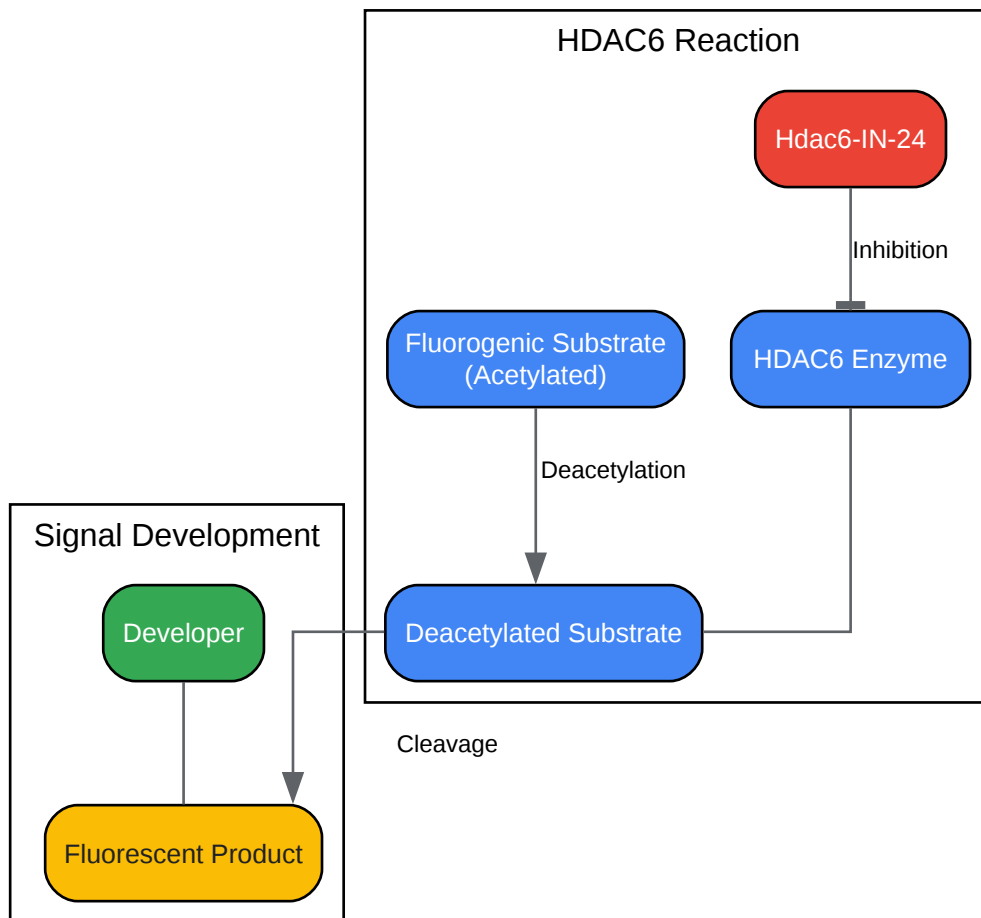 HDAC6 Reaction
Hdac6-IN-24
Inhibition
Fluorogenic Substrate
(Acetylated)
HDAC6 Enzyme
Deacetylation
Signal Development
Developer
Deacetylated Substrate
Cleavage
Fluorescent Product